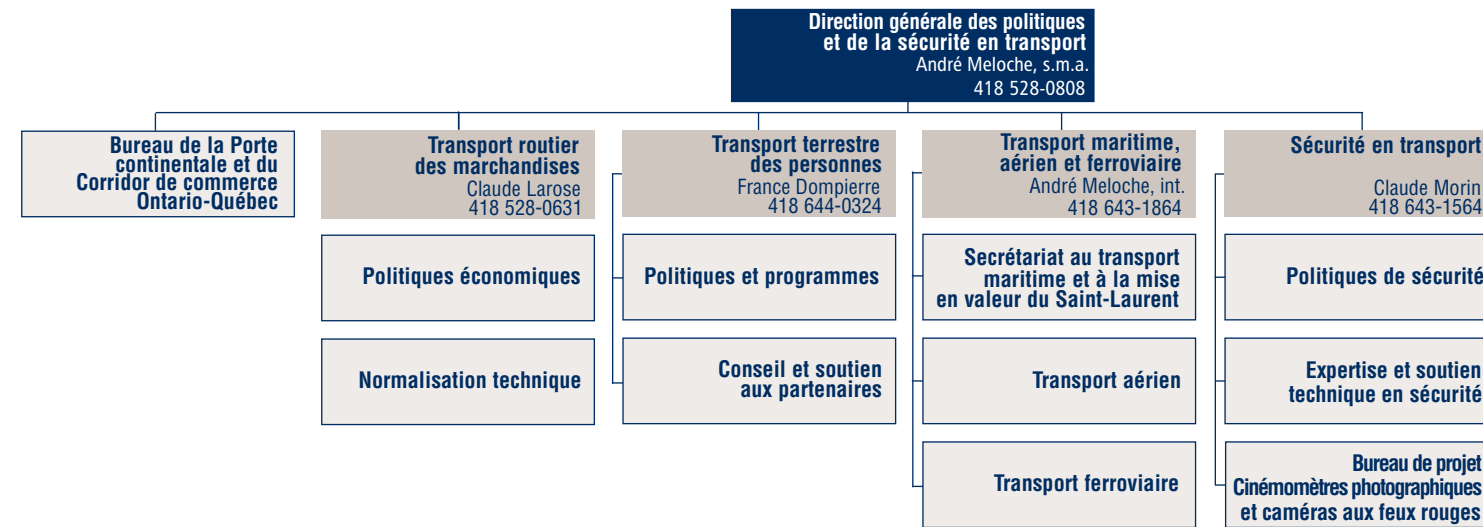 Direction générale des politiques
et de la sécurité en transport
André Meloche, s.m.a.
418 528-0808
Bureau de la Porte
continentale et du
Corridor de commerce
Ontario-Québec
Transport routier
des marchandises
Claude Larose
418 528-0631
Politiques économiques
Normalisation technique
Transport terrestre
des personnes
France Dompierre
418 644-0324
Politiques et programmes
Conseil et soutien
aux partenaires
Transport maritime,
aérien et ferroviaire
André Meloche, int.
418 643-1864
Secrétariat au transport
maritime et à la mise
en valeur du Saint-Laurent
Transport aérien
Transport ferroviaire
Sécurité en transport
Claude Morin
418 643-1564
Politiques de sécurité
Expertise et soutien
technique en sécurité
Bureau de projet
Cinémomètres photographiques
et caméras aux feux rouges